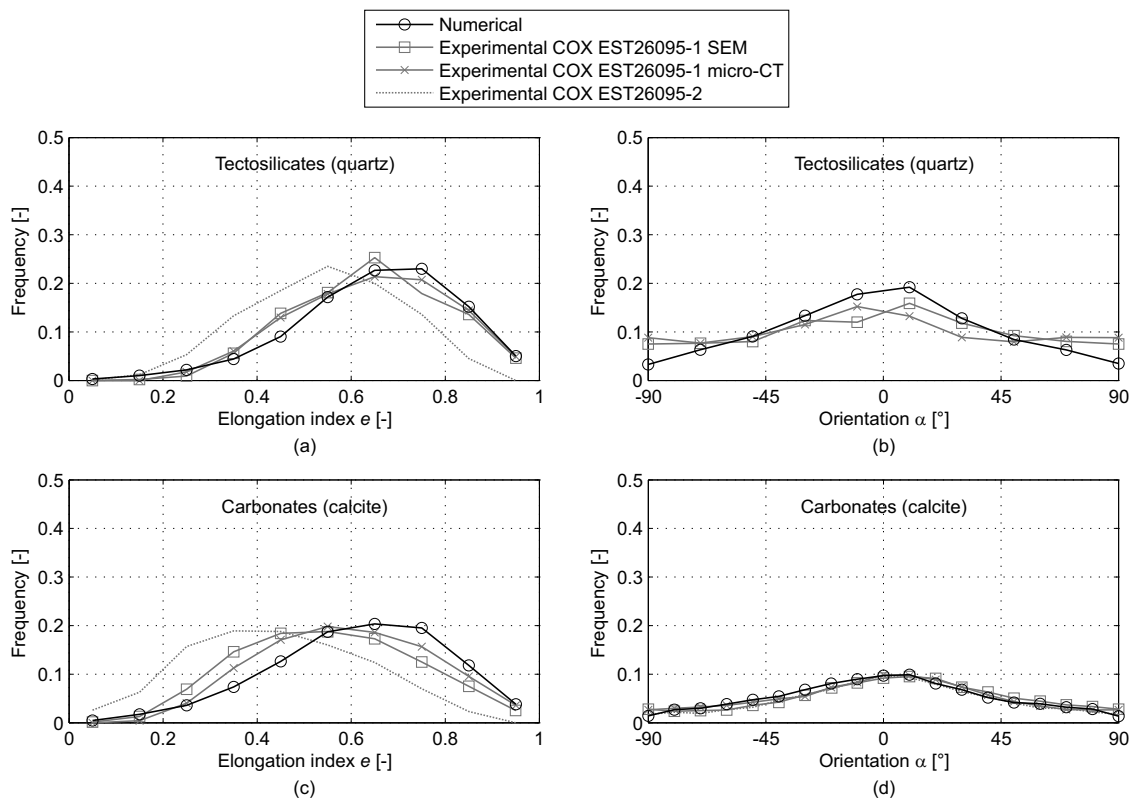 Numerical
Experimental COX EST26095-1 SEM
Experimental COX EST26095-1 micro-CT
Experimental COX EST26095-2
0.5
0.4
0.3
0.2
0.1
0
Frequency [-]
Tectosilicates (quartz)
0 0.2 0.4 0.6 0.8 1
Elongation index e [-]
(a)
0.5
0.4
0.3
0.2
0.1
0
Frequency [-]
Tectosilicates (quartz)
-90 -45 0 45 90
Orientation α [°]
(b)
0.5
0.4
0.3
0.2
0.1
0
Frequency [-]
Carbonates (calcite)
0 0.2 0.4 0.6 0.8 1
Elongation index e [-]
(c)
0.5
0.4
0.3
0.2
0.1
0
Frequency [-]
Carbonates (calcite)
-90 -45 0 45 90
Orientation α [°]
(d)